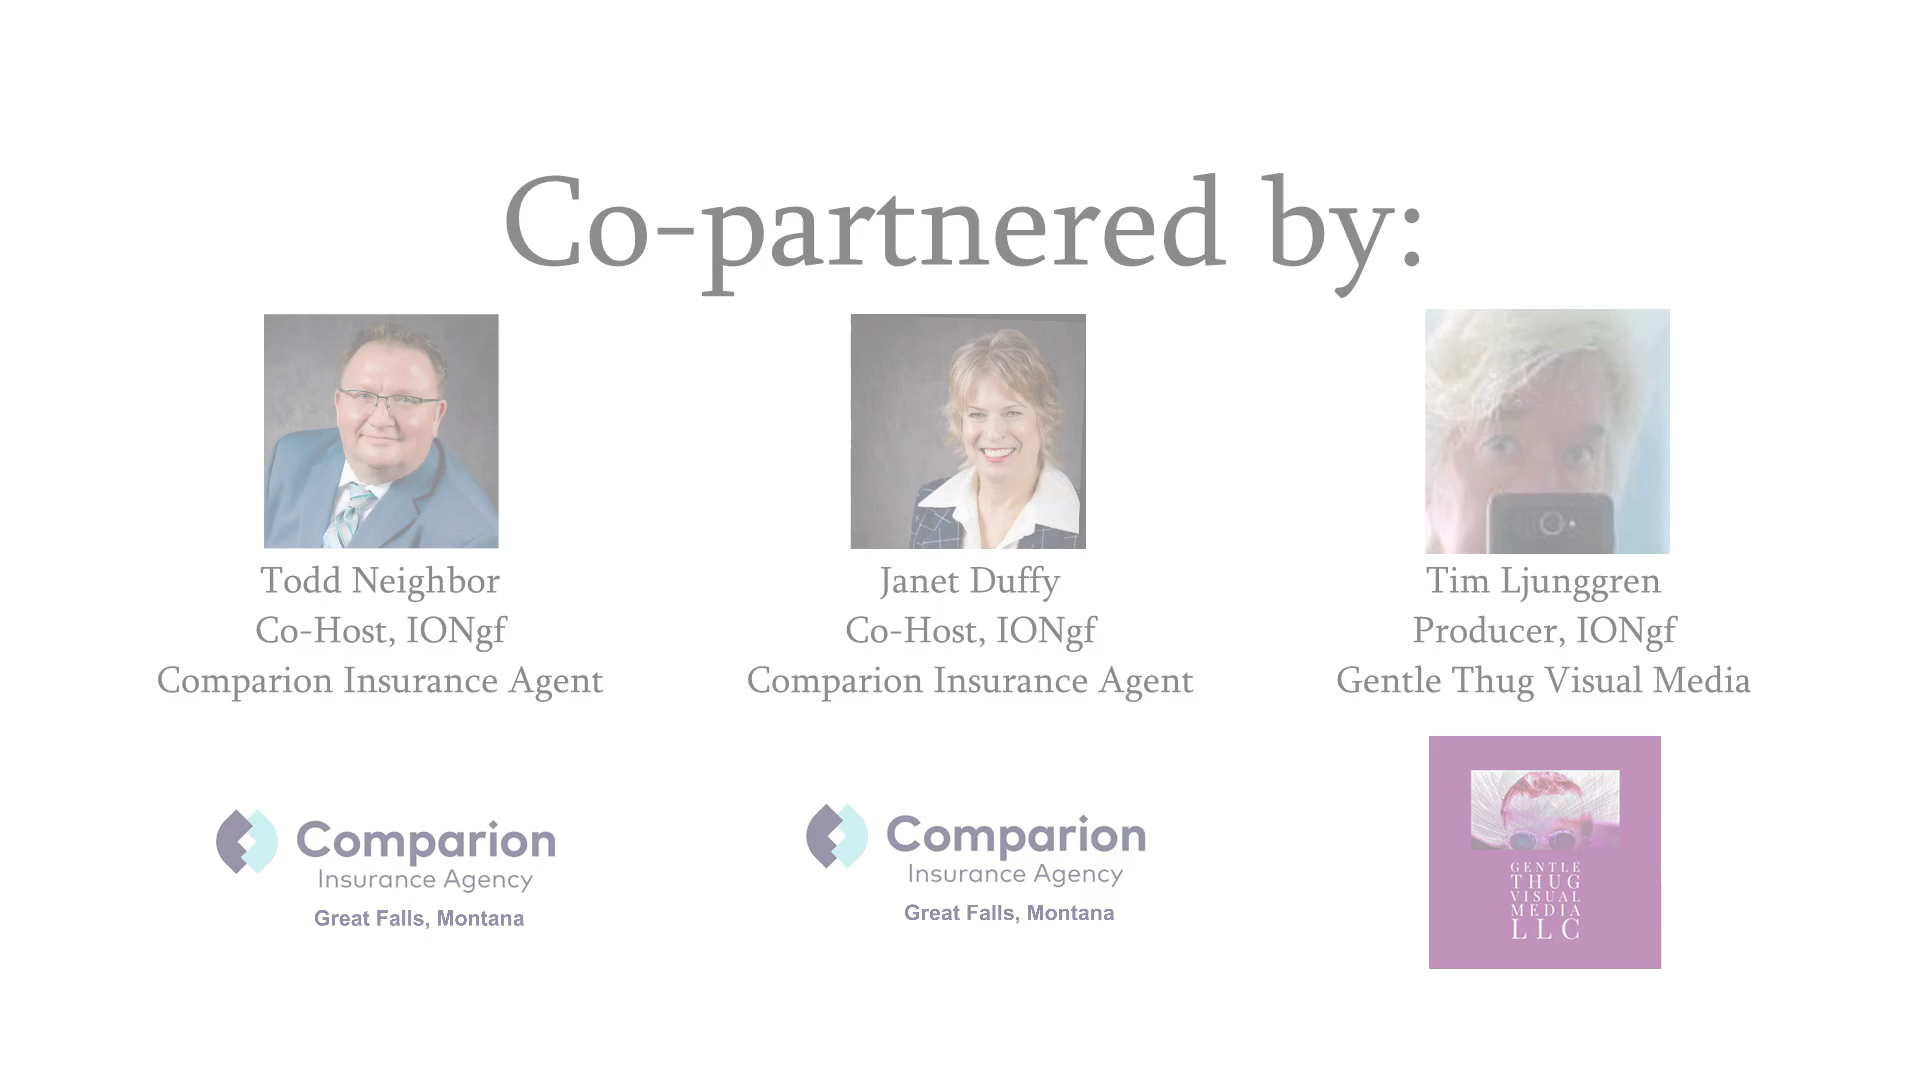 Co-partnered by:
Todd Neighbor
Co-Host, IONgf
Comparion Insurance Agent
Janet Duffy
Co-Host, IONgf
Comparion Insurance Agent
Tim Ljunggren
Producer, IONgf
Gentle Thug Visual Media
Comparion
Insurance Agency
Great Falls, Montana
Comparion
Insurance Agency
Great Falls, Montana
GENTLE
THUG
VISUAL
MEDIA
LLC